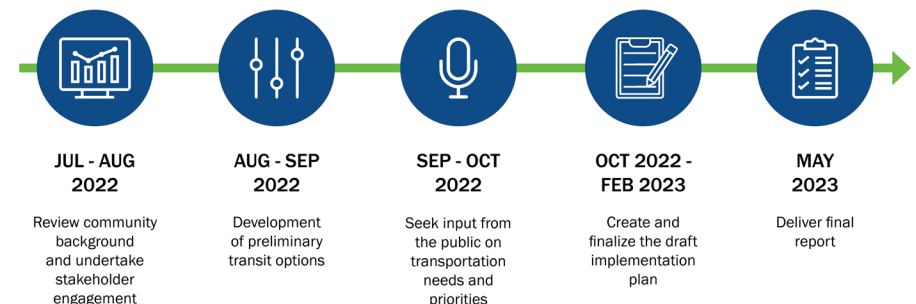 JUL - AUG
2022
Review community
background
and undertake
stakeholder
engagement
AUG - SEP
2022
Development
of preliminary
transit options
SEP - OCT
2022
Seek input from
the public on
transportation
needs and
priorities
OCT 2022 -
FEB 2023
Create and
finalize the draft
implementation
plan
MAY
2023
Deliver final
report